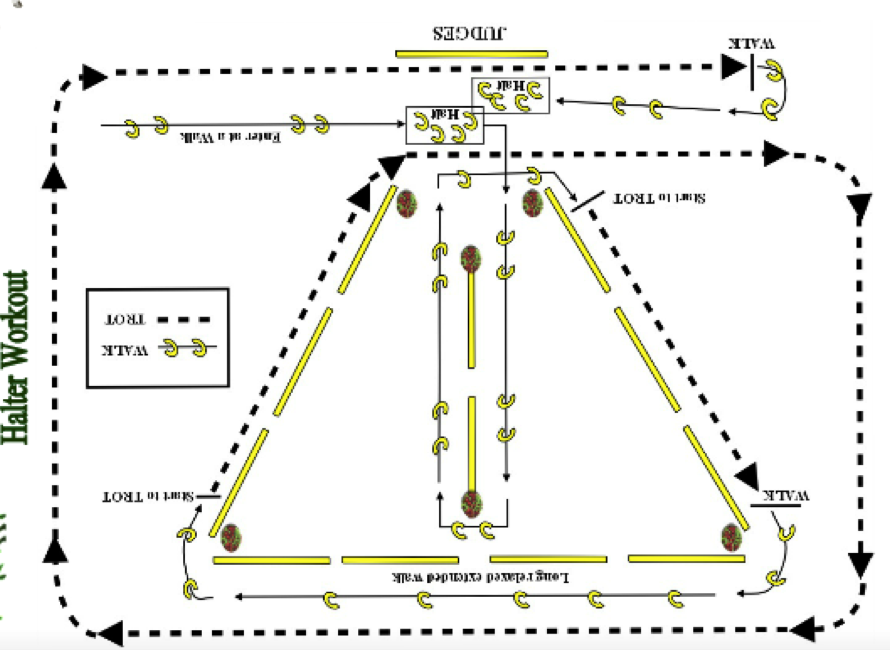 JUDGES
WALK
Halt
Halt
Enter at a Walk
Start to TROT
Halter Workout
TROT
WALK
Start to TROT
WALK
Long relaxed extended walk